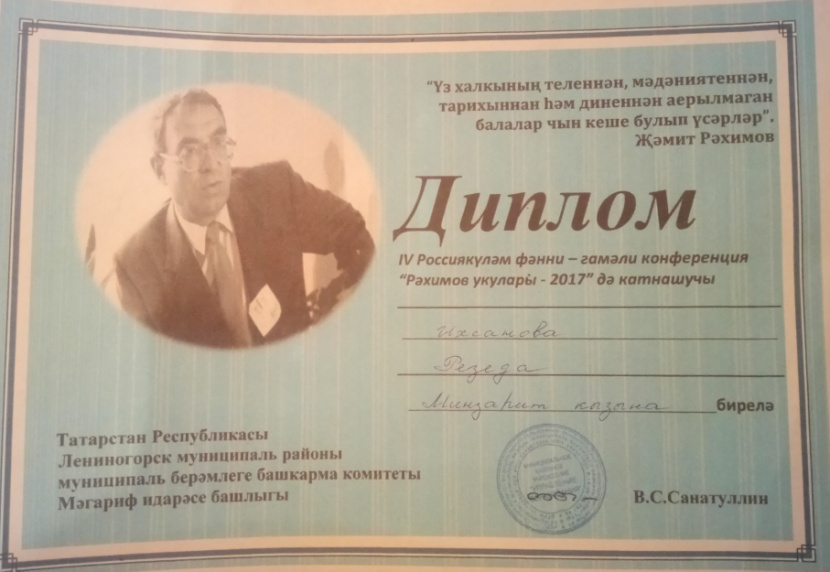 “Үз халкының теленнән, мәдәниятеннән,
тарихыннан һәм диненнән аерылмаган
балалар чын кеше булып үсәрләр”.
Җәмит Рәхимов
Диплом
IV Россиякүләм фәнни – гамәли конференция
“Рәхимов укулары - 2017” дә катнашучы
Ихсанова
Резеда
Минзарит кызына бирелә
Татарстан Республикасы
Лениногорск муниципаль районы
муниципаль берәмлеге башкарма комитеты
Мәгариф идарәсе башлыгы
В.С.Санатуллин